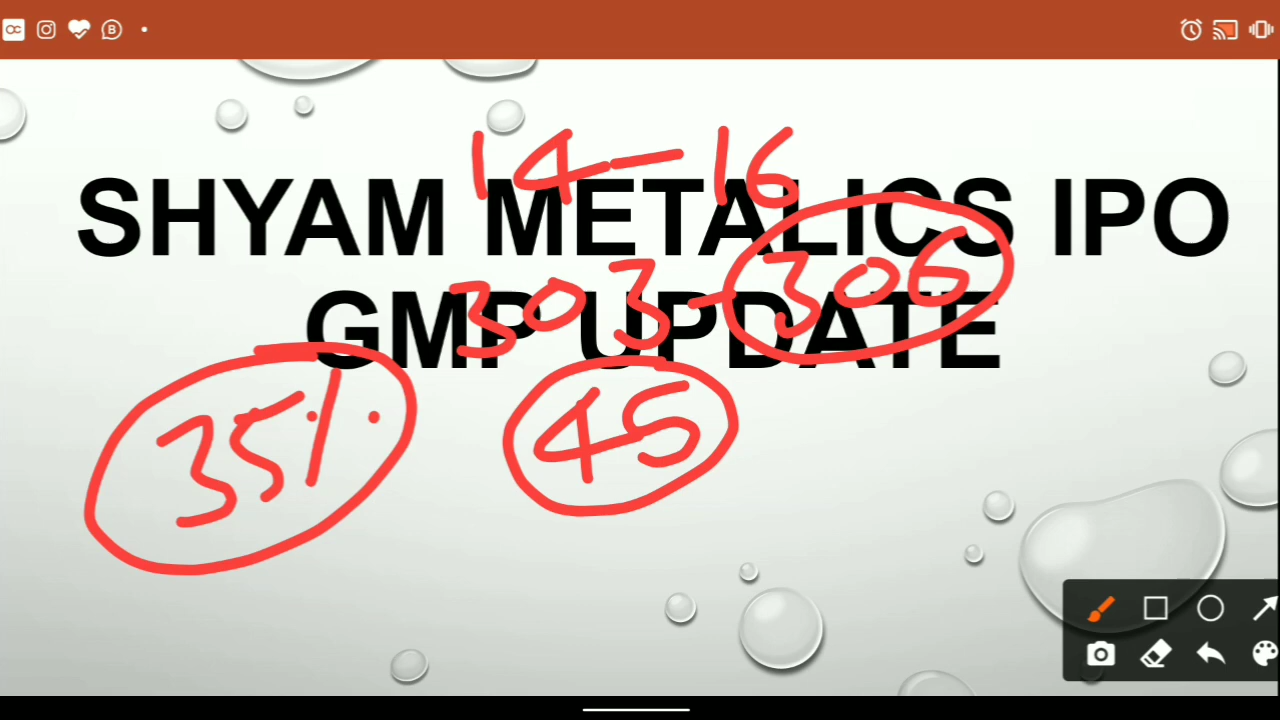 14-16
SHYAM METALICS IPO
303-306
GMP UPDATE
35%
45